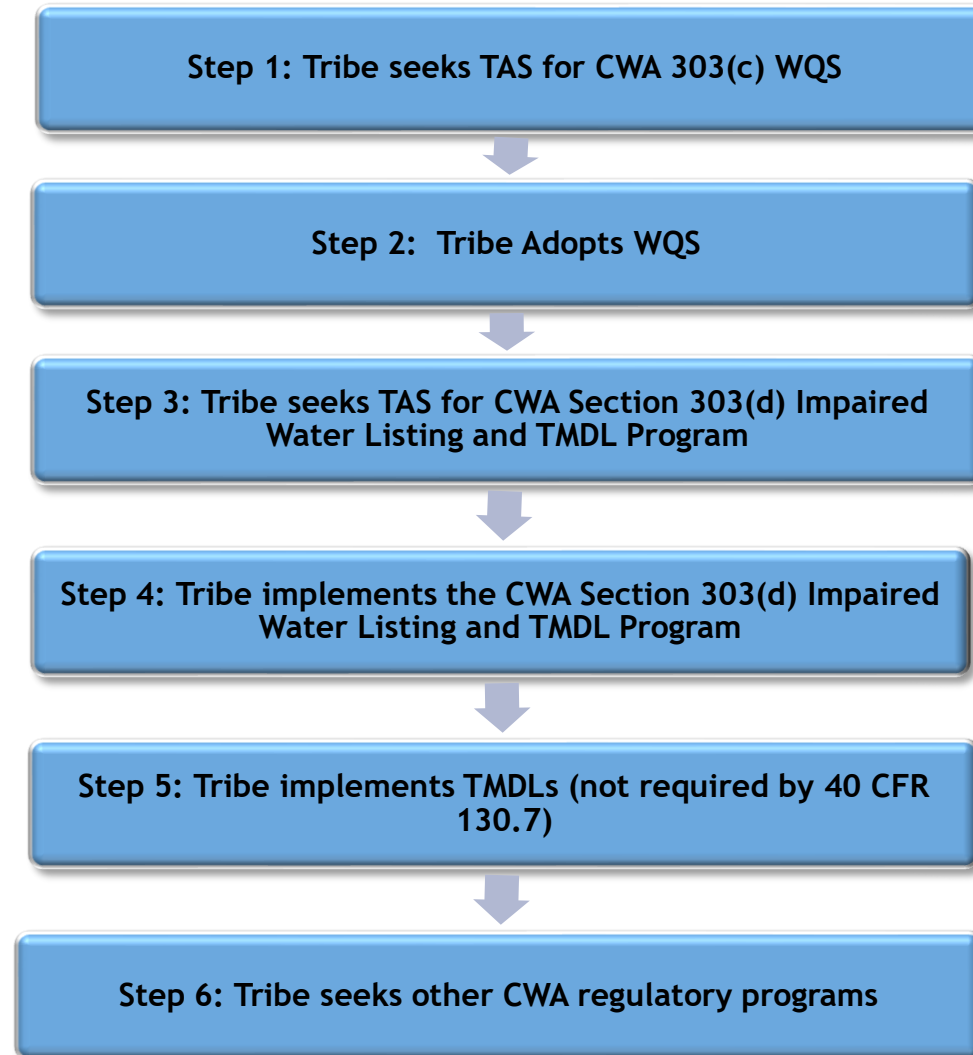 Step 1: Tribe seeks TAS for CWA 303(c) WQS
Step 2:  Tribe Adopts WQS
Step 3: Tribe seeks TAS for CWA Section 303(d) Impaired
Water Listing and TMDL Program
Step 4: Tribe implements the CWA Section 303(d) Impaired
Water Listing and TMDL Program
Step 5: Tribe implements TMDLs (not required by 40 CFR
130.7)
Step 6: Tribe seeks other CWA regulatory programs